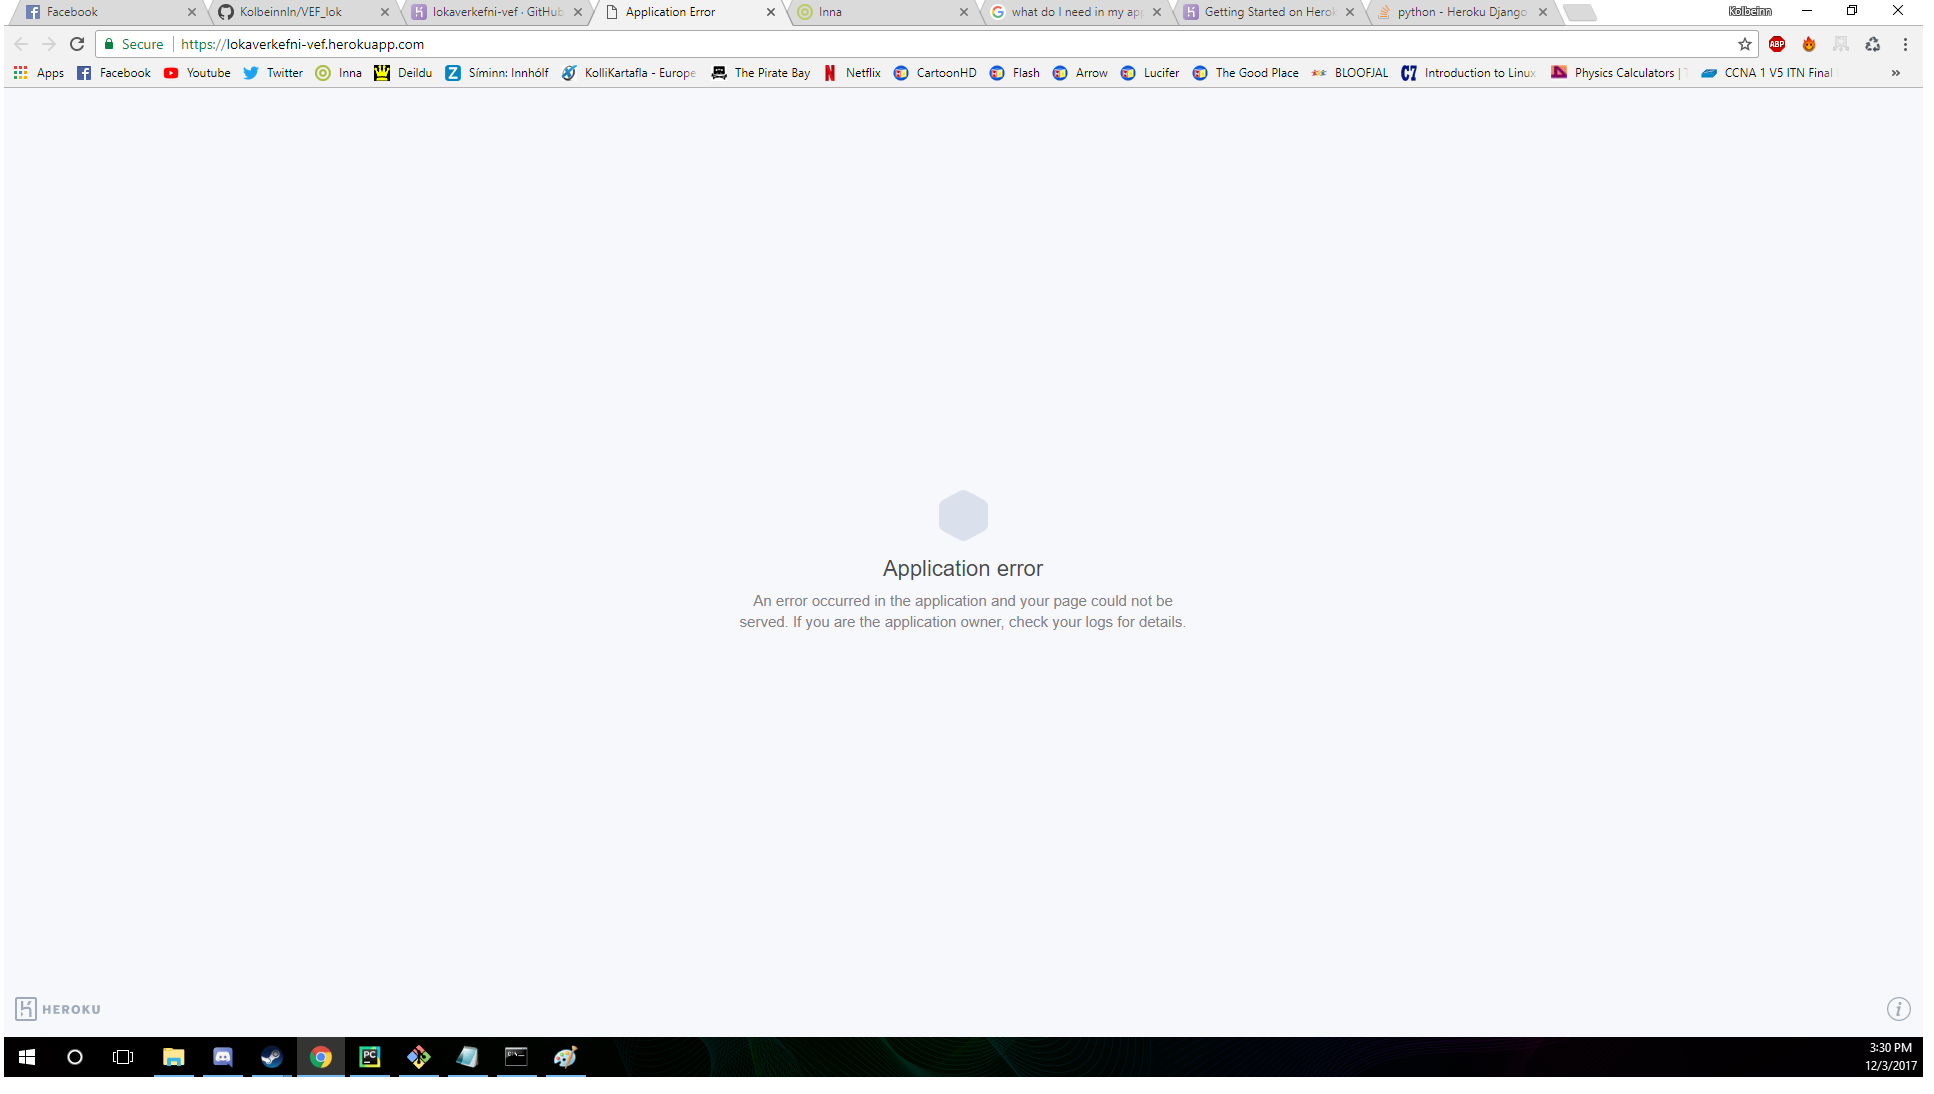 Facebook
KolbeinnIn/VEF_lok
lokaverkefni-vef · GitHub
Application Error
Inna
what do I need in my app
Getting Started on Herok
python - Heroku Django
Kolbeinn
Secure
https://lokaverkefni-vef.herokuapp.com
ABP
Apps
Facebook
Youtube
Twitter
Inna
Deildu
Síminn: Innhólf
KolliKartafla - Europe
The Pirate Bay
Netflix
CartoonHD
Flash
Arrow
Lucifer
The Good Place
BLOOFJAL
Introduction to Linux
Physics Calculators |
CCNA 1 V5 ITN Final
»
Application error
An error occurred in the application and your page could not be
served. If you are the application owner, check your logs for details.
HEROKU
3:30 PM
12/3/2017